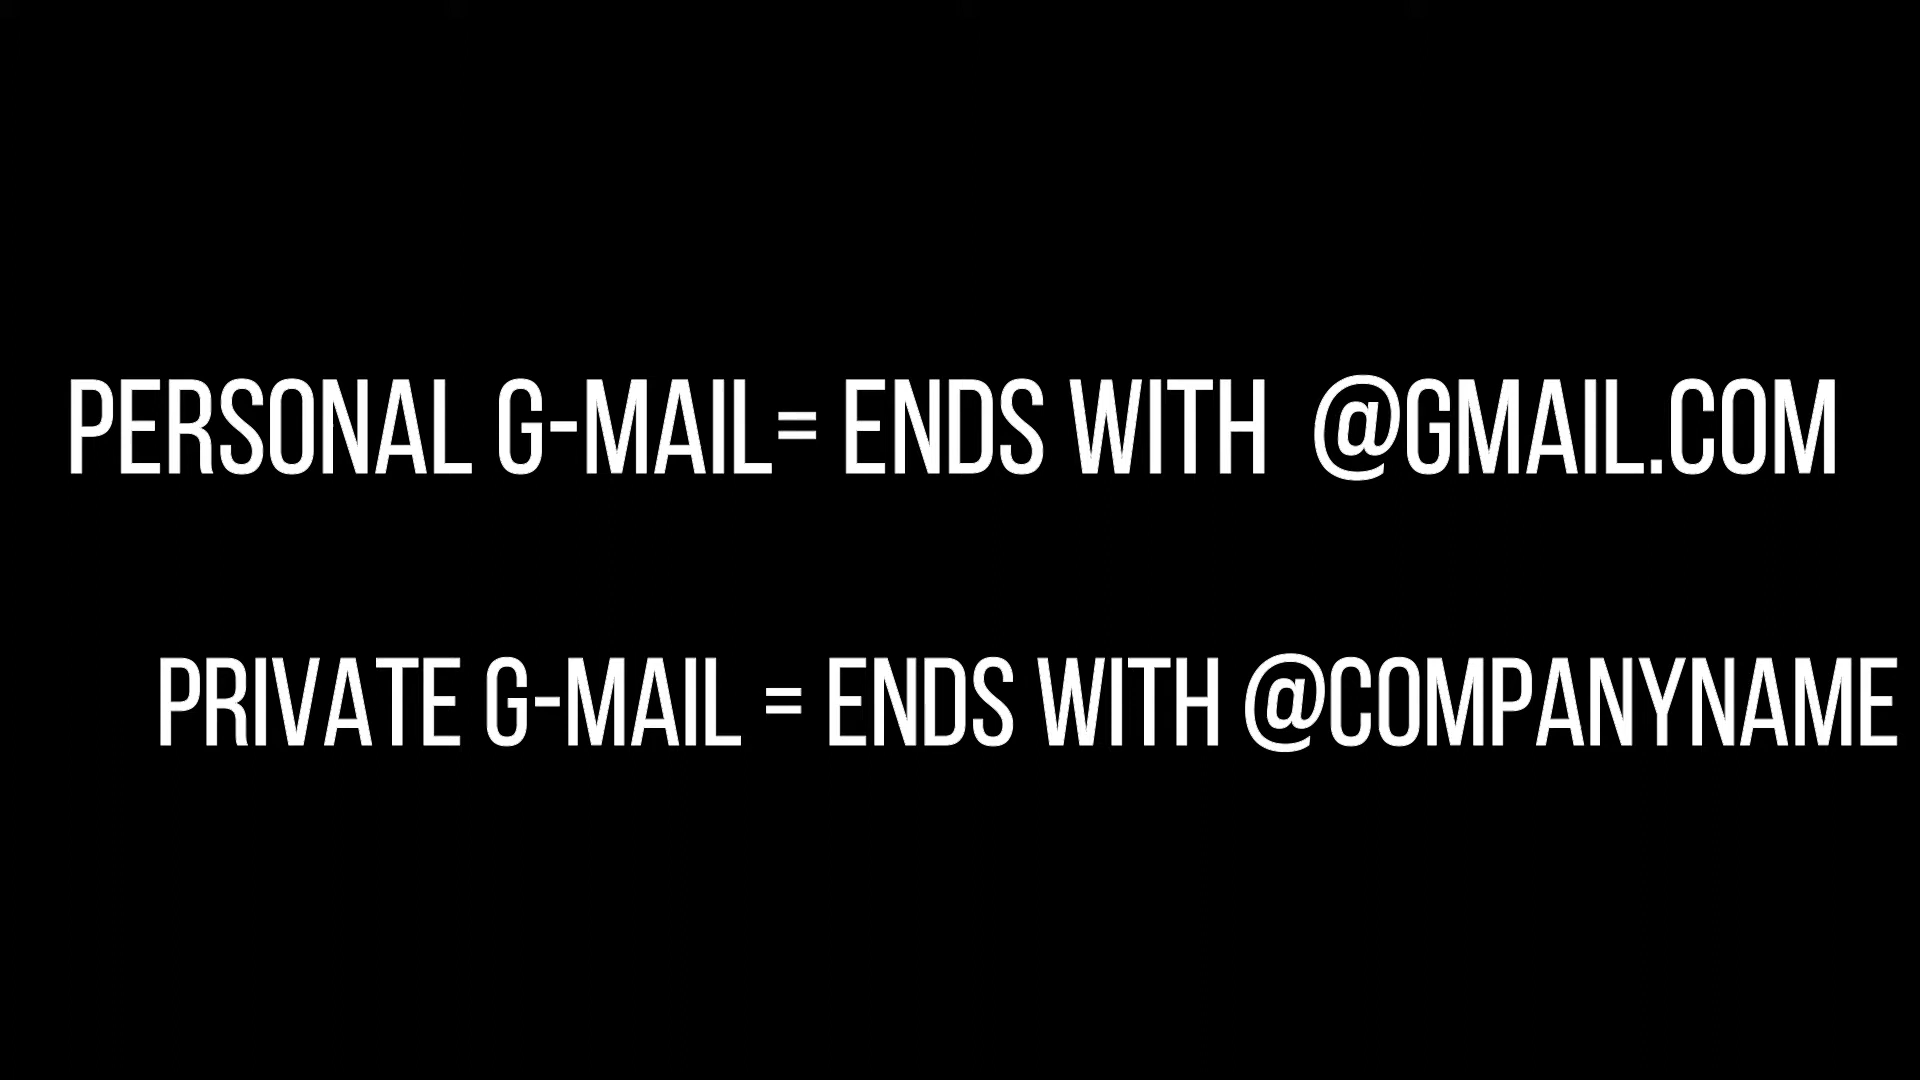 PERSONAL G-MAIL= ENDS WITH @GMAIL.COM
PRIVATE G-MAIL = ENDS WITH @COMPANYNAME